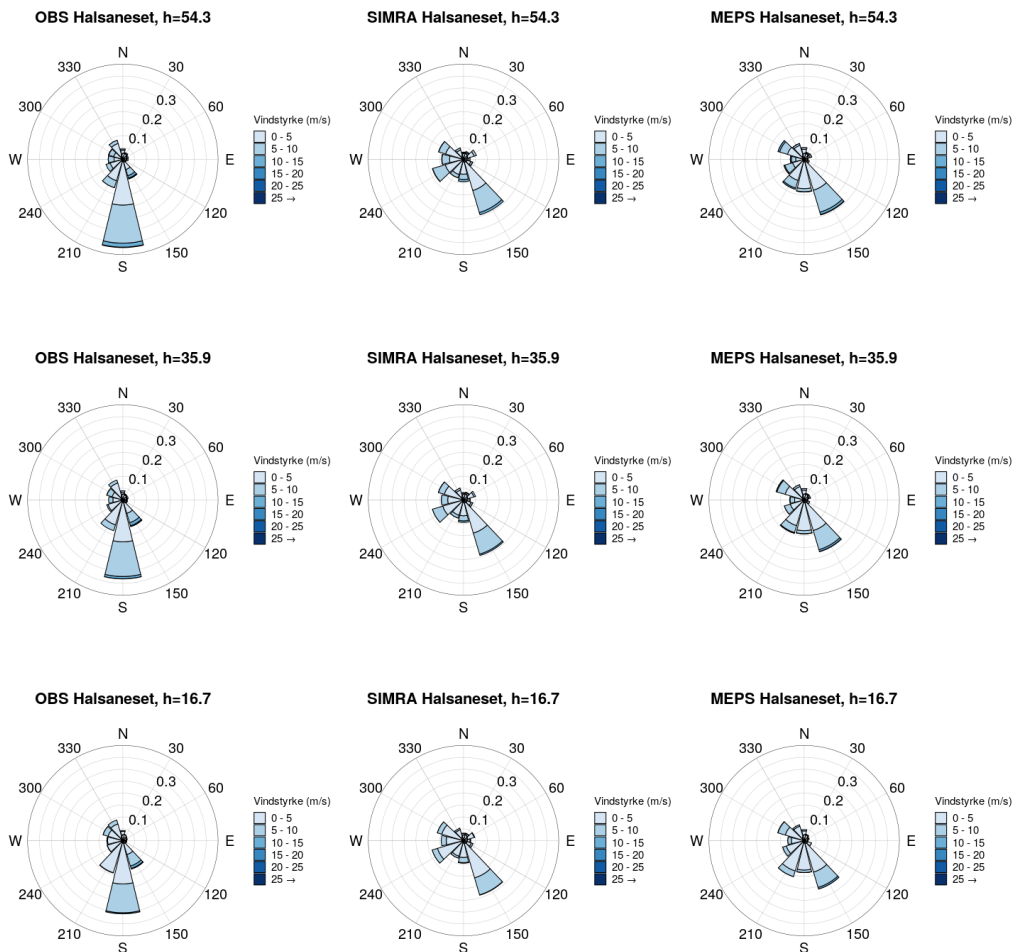 OBS Halsaneset, h=54.3
N
330
30
300
60
0.3
0.2
0.1
W
E
240
120
210
150
S
Vindstyrke (m/s)
0 - 5
5 - 10
10 - 15
15 - 20
20 - 25
25 →
SIMRA Halsaneset, h=54.3
N
330
30
300
60
0.3
0.2
0.1
W
E
240
120
210
150
S
Vindstyrke (m/s)
0 - 5
5 - 10
10 - 15
15 - 20
20 - 25
25 →
MEPS Halsaneset, h=54.3
N
330
30
300
60
0.3
0.2
0.1
W
E
240
120
210
150
S
Vindstyrke (m/s)
0 - 5
5 - 10
10 - 15
15 - 20
20 - 25
25 →
OBS Halsaneset, h=35.9
N
330
30
300
60
0.3
0.2
0.1
W
E
240
120
210
150
S
Vindstyrke (m/s)
0 - 5
5 - 10
10 - 15
15 - 20
20 - 25
25 →
SIMRA Halsaneset, h=35.9
N
330
30
300
60
0.3
0.2
0.1
W
E
240
120
210
150
S
Vindstyrke (m/s)
0 - 5
5 - 10
10 - 15
15 - 20
20 - 25
25 →
MEPS Halsaneset, h=35.9
N
330
30
300
60
0.3
0.2
0.1
W
E
240
120
210
150
S
Vindstyrke (m/s)
0 - 5
5 - 10
10 - 15
15 - 20
20 - 25
25 →
OBS Halsaneset, h=16.7
N
330
30
300
60
0.3
0.2
0.1
W
E
240
120
210
150
S
Vindstyrke (m/s)
0 - 5
5 - 10
10 - 15
15 - 20
20 - 25
25 →
SIMRA Halsaneset, h=16.7
N
330
30
300
60
0.3
0.2
0.1
W
E
240
120
210
150
S
Vindstyrke (m/s)
0 - 5
5 - 10
10 - 15
15 - 20
20 - 25
25 →
MEPS Halsaneset, h=16.7
N
330
30
300
60
0.3
0.2
0.1
W
E
240
120
210
150
S
Vindstyrke (m/s)
0 - 5
5 - 10
10 - 15
15 - 20
20 - 25
25 →